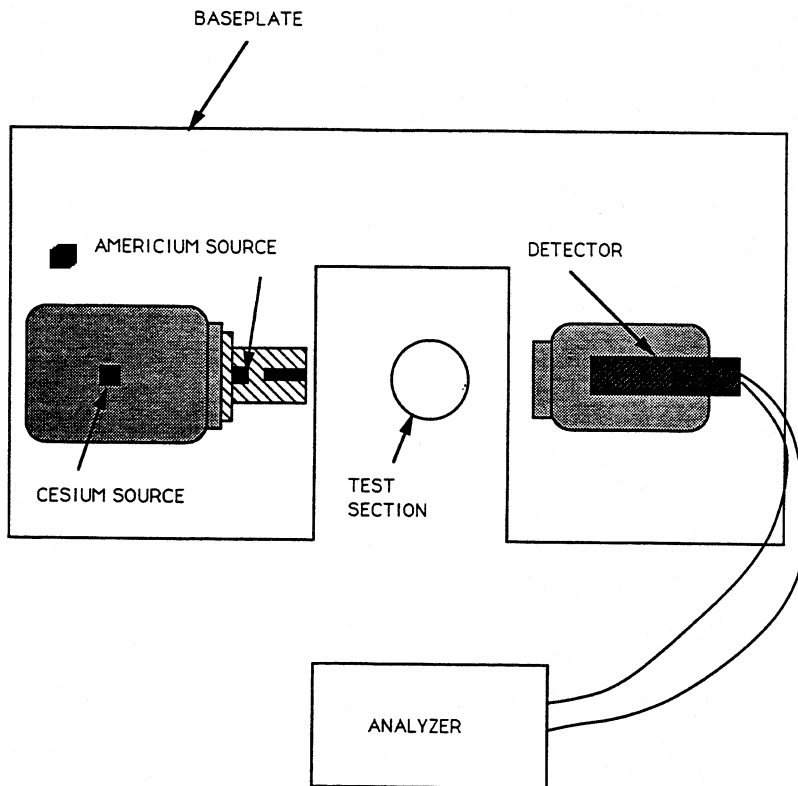 BASEPLATE
AMERICIUM SOURCE
DETECTOR
CESIUM SOURCE
TEST
SECTION
ANALYZER